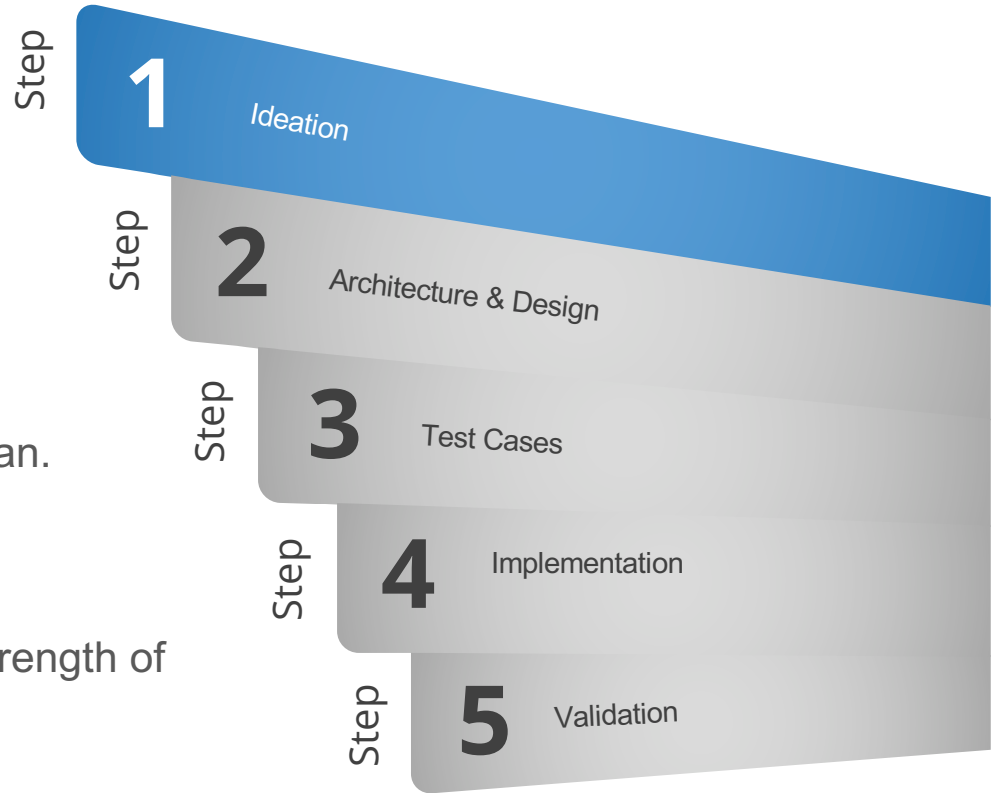 Step 1 Ideation
Step 2 Architecture & Design
Step 3 Test Cases
an.
Step 4 Implementation
rength of
Step 5 Validation